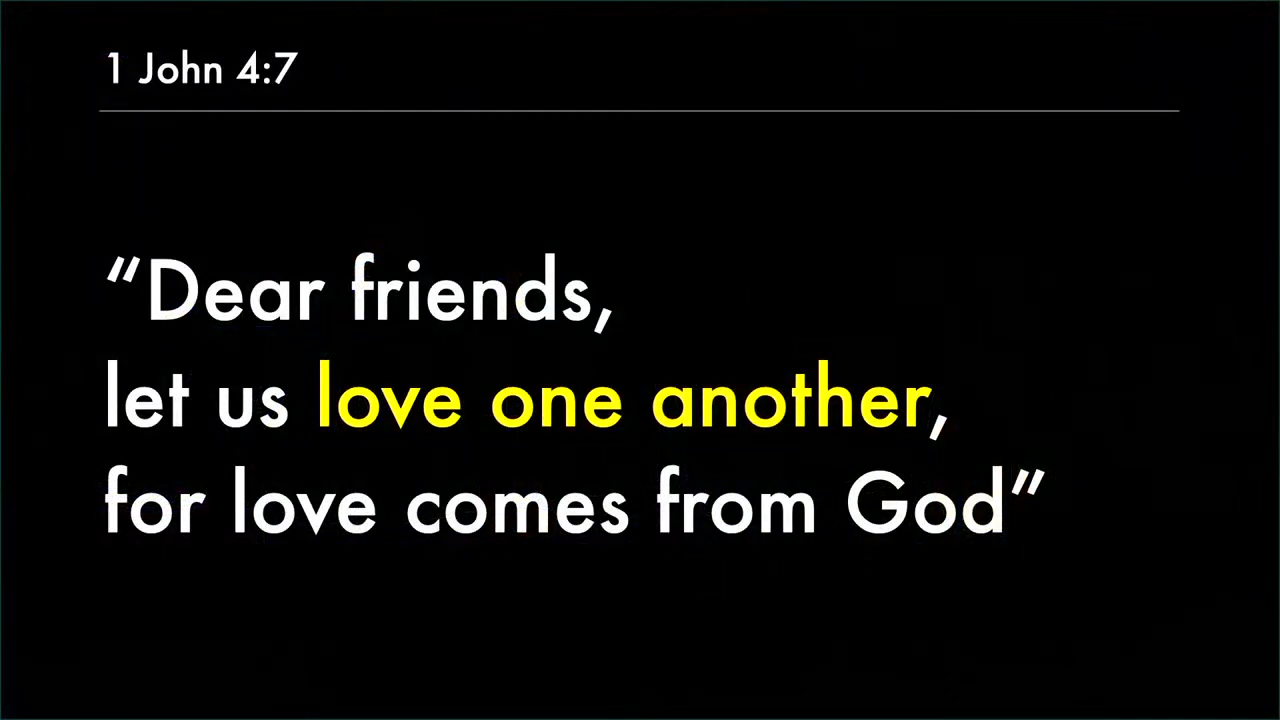 1 John 4:7
“Dear friends,
let us love one another,
for love comes from God”